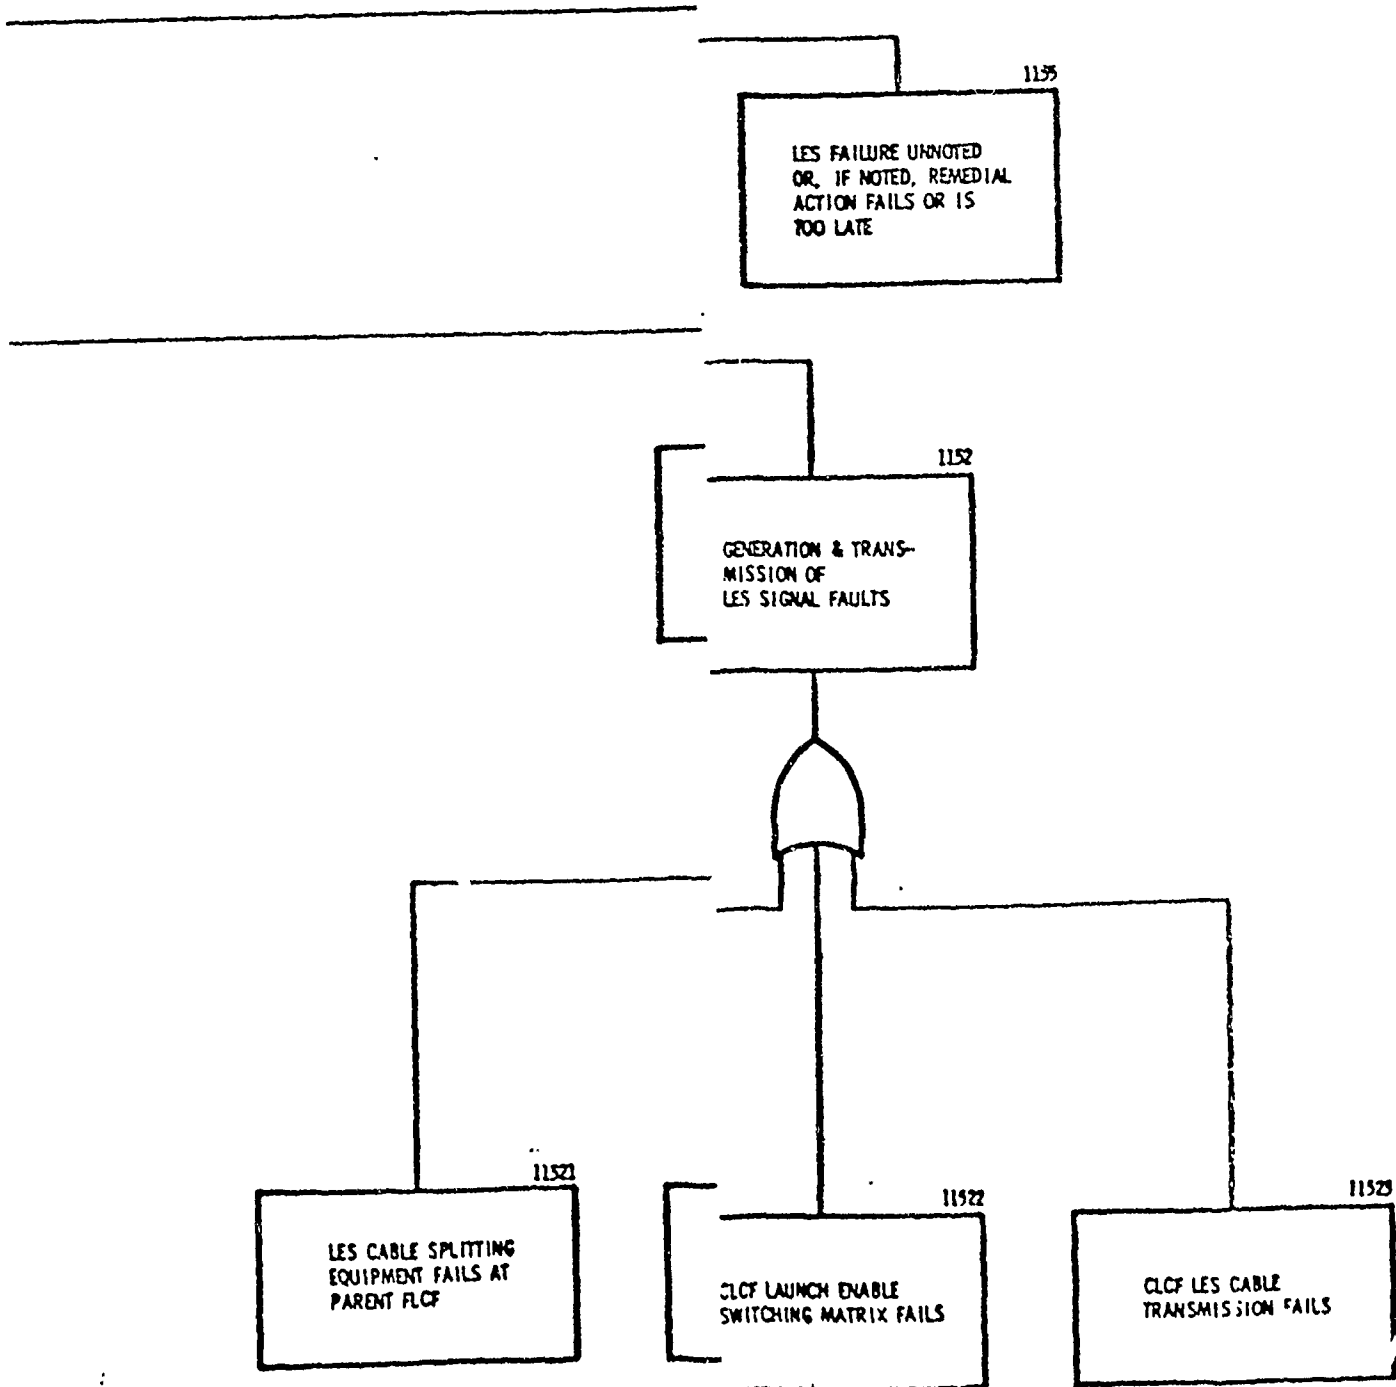 1153
LES FAILURE UNNOTED
OR, IF NOTED, REMEDIAL
ACTION FAILS OR IS
TOO LATE
1152
GENERATION & TRANS-
MISSION OF
LES SIGNAL FAULTS
11521
LES CABLE SPLITTING
EQUIPMENT FAILS AT
PARENT FLCF
11522
CLCF LAUNCH ENABLE
SWITCHING MATRIX FAILS
11523
CLCF LES CABLE
TRANSMISSION FAILS